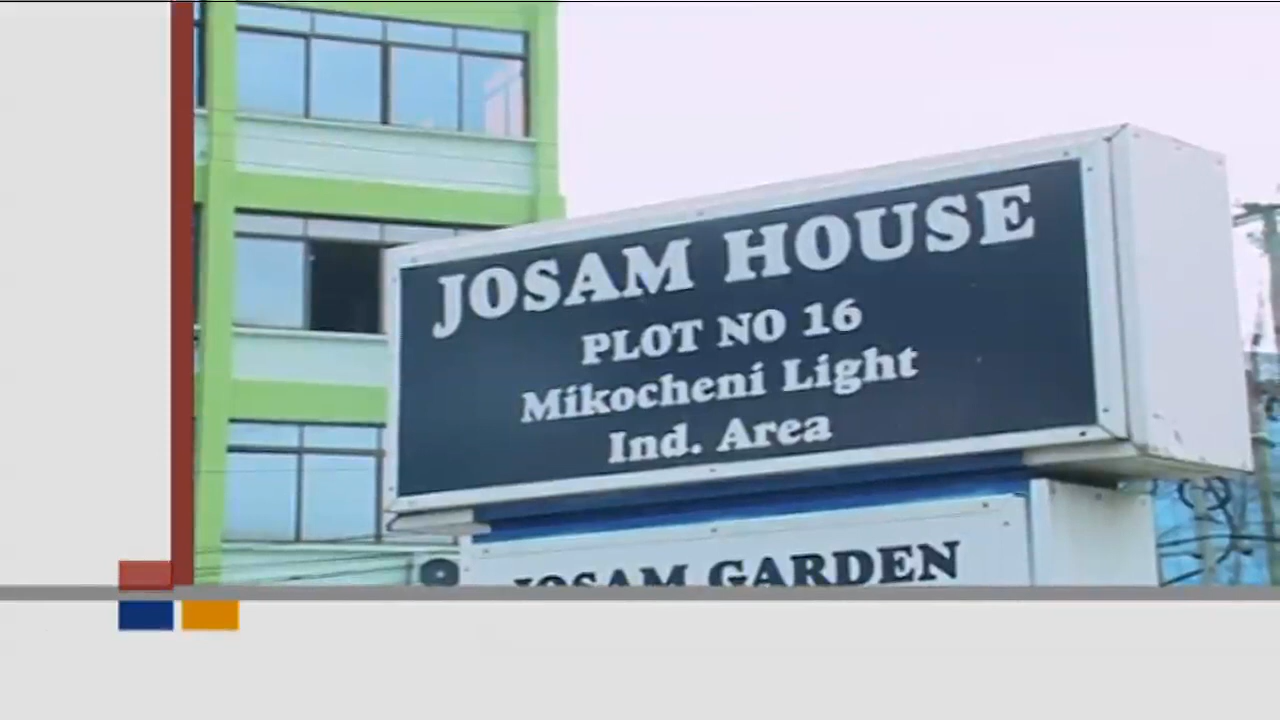 JOSAM HOUSE
PLOT NO 16
Mikocheni Light
Ind. Area
JOSAM GARDEN